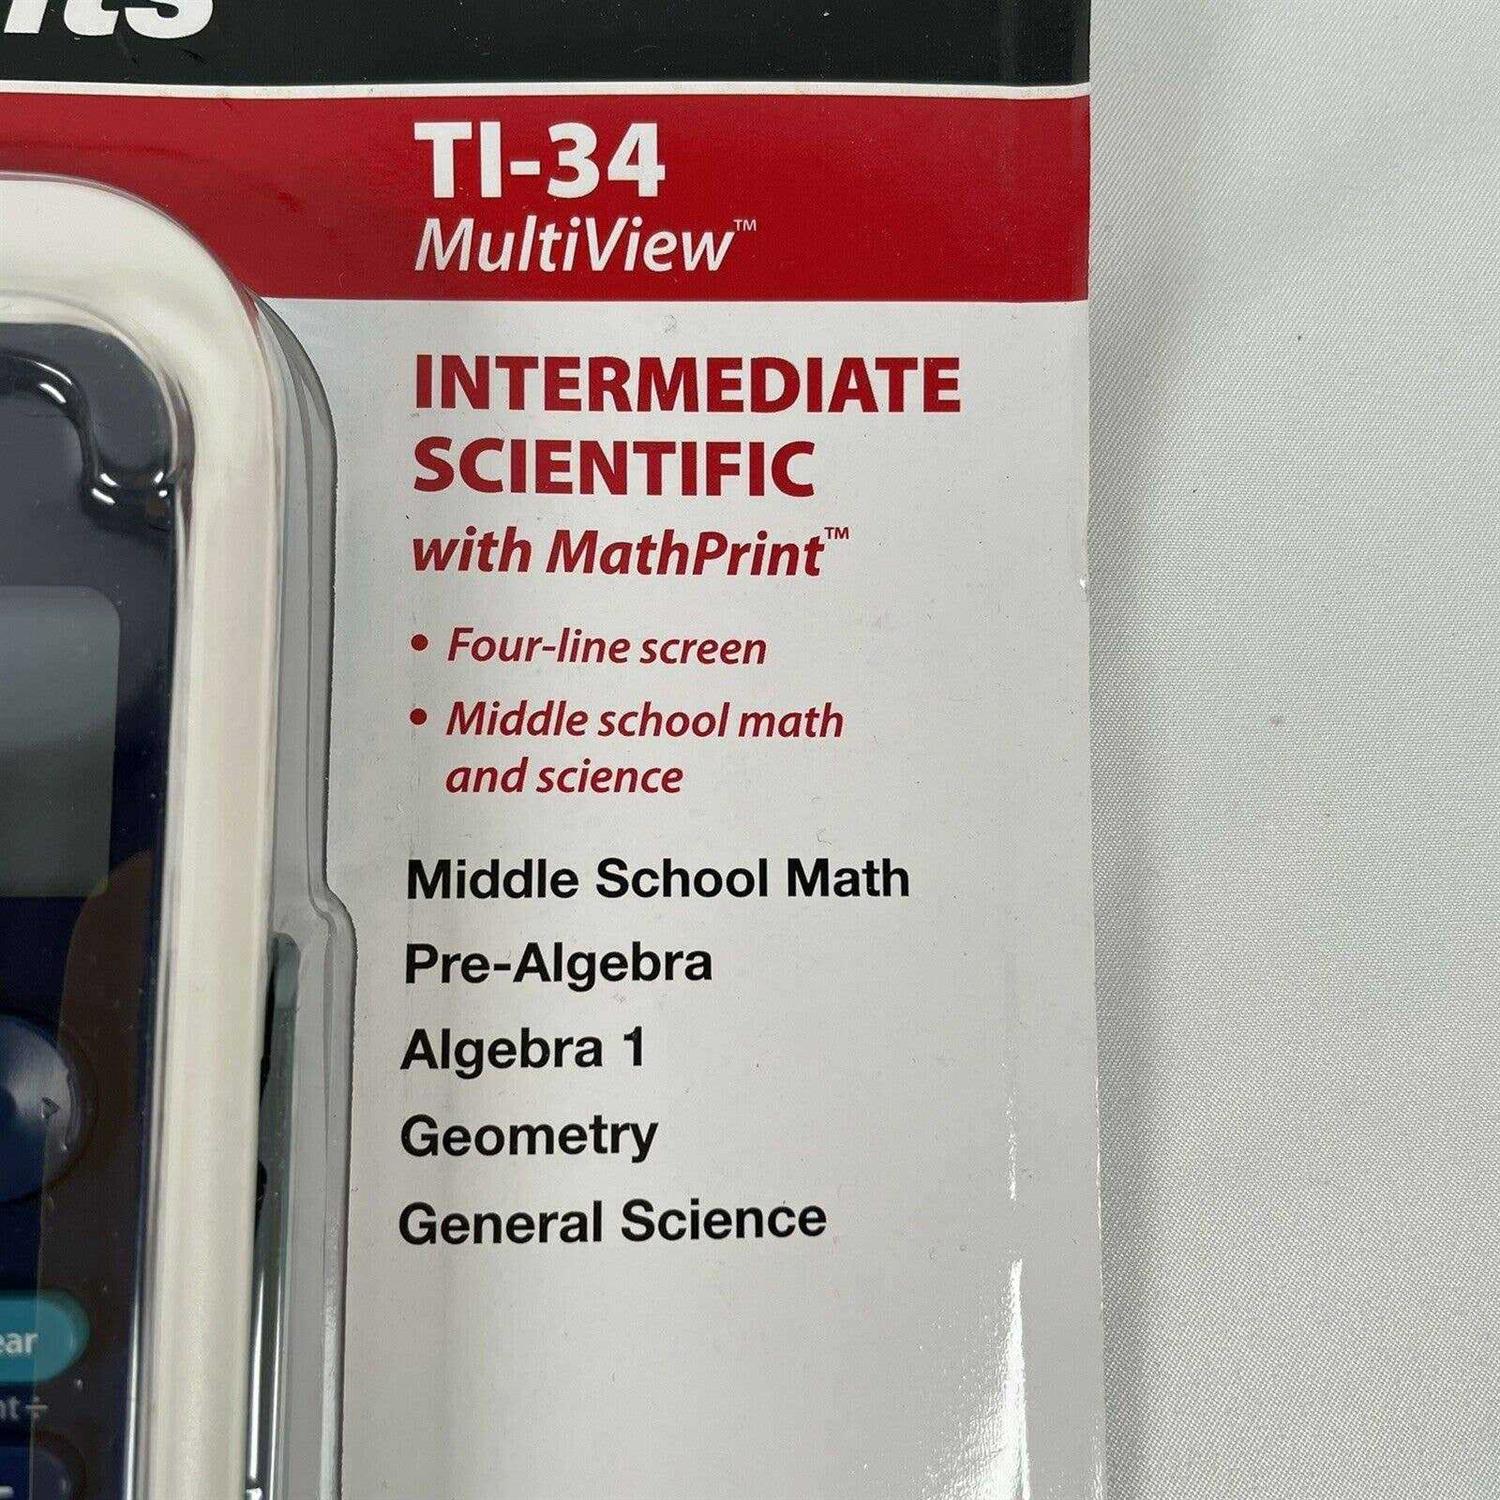 TI-34
MultiView™
INTERMEDIATE
SCIENTIFIC
with MathPrint™
• Four-line screen
• Middle school math
and science
Middle School Math
Pre-Algebra
Algebra 1
Geometry
General Science